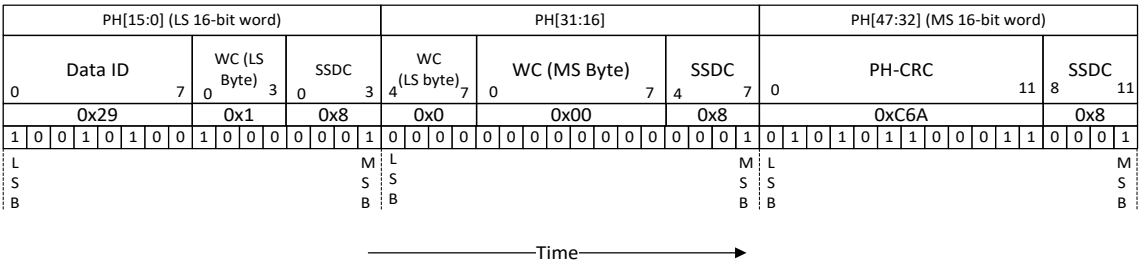 PH[15:0] (LS 16-bit word) PH[31:16] PH[47:32] (MS 16-bit word)
Data ID 0 7 WC (LS Byte) 0 3 SSDC 0 3 WC (LS byte) 4 7 WC (MS Byte) 0 7 SSDC 4 7 PH-CRC 0 11 SSDC 8 11
0x29 0x1 0x8 0x0 0x00 0x8 0xC6A 0x8
1 0 0 1 0 1 0 0 1 0 0 0 0 0 0 1 0 0 0 0 0 0 0 0 0 0 0 0 0 0 0 1 0 1 0 1 0 1 1 0 0 0 1 1 0 0 0 1
L M L M L M
S S S S S S
B B B B B B
Time